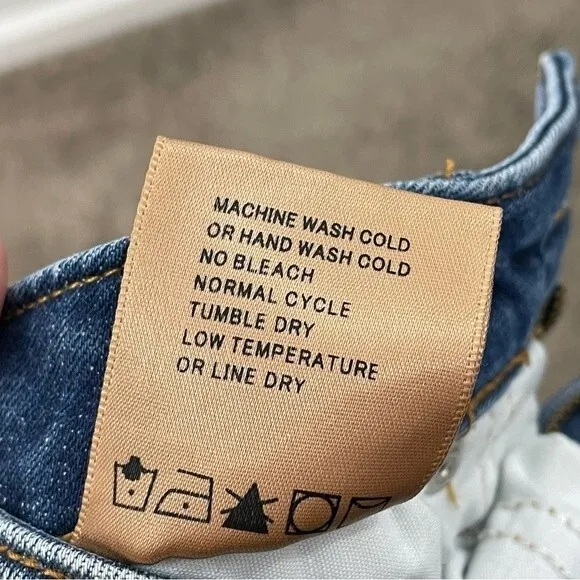 MACHINE WASH COLD
OR HAND WASH COLD
NO BLEACH
NORMAL CYCLE
TUMBLE DRY
LOW TEMPERATURE
OR LINE DRY